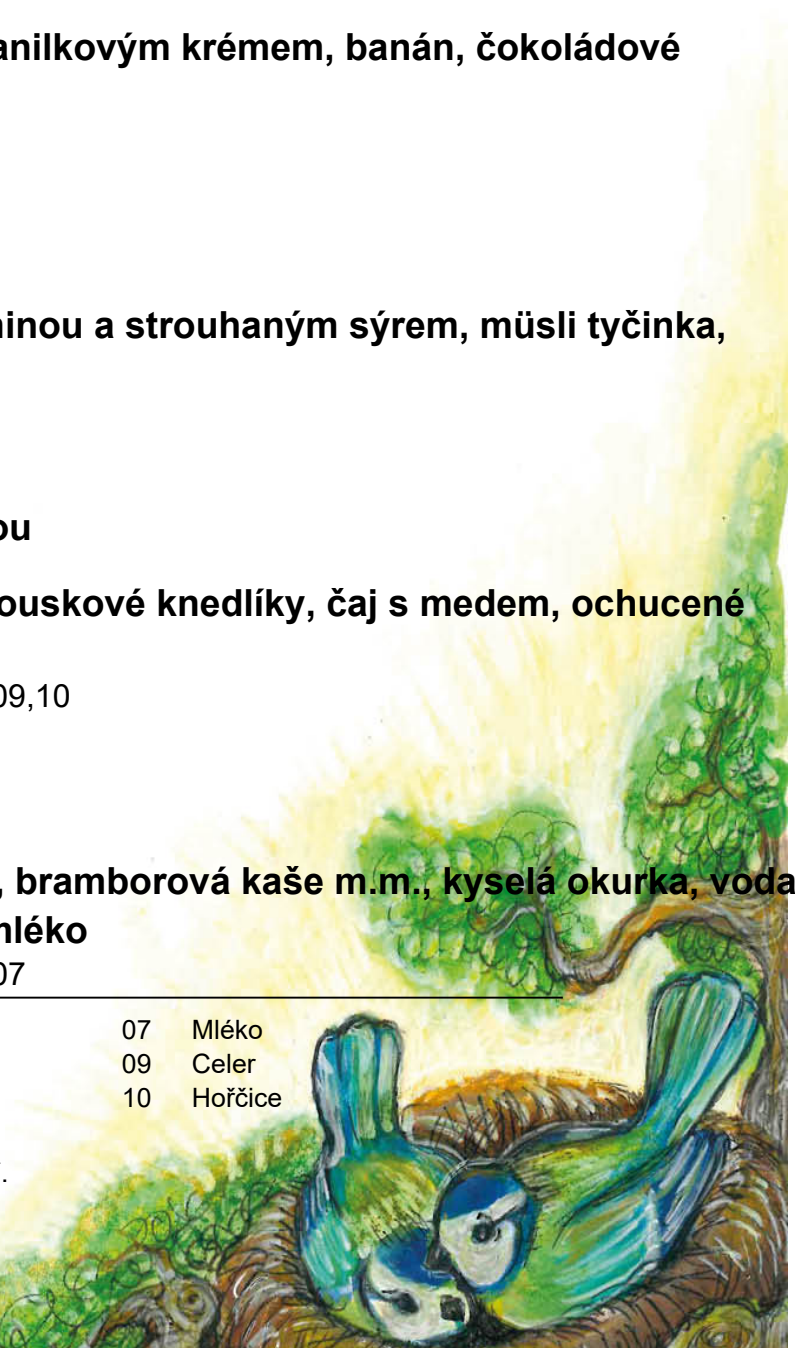 anilkovým krémem, banán, čokoládové
ninou a strouhaným sýrem, müsli tyčinka,
ou
ouskové knedlíky, čaj s medem, ochucené
09,10
, bramborová kaše m.m., kyselá okurka, voda
mléko
07
07 Mléko
09 Celer
10 Hořčice
.